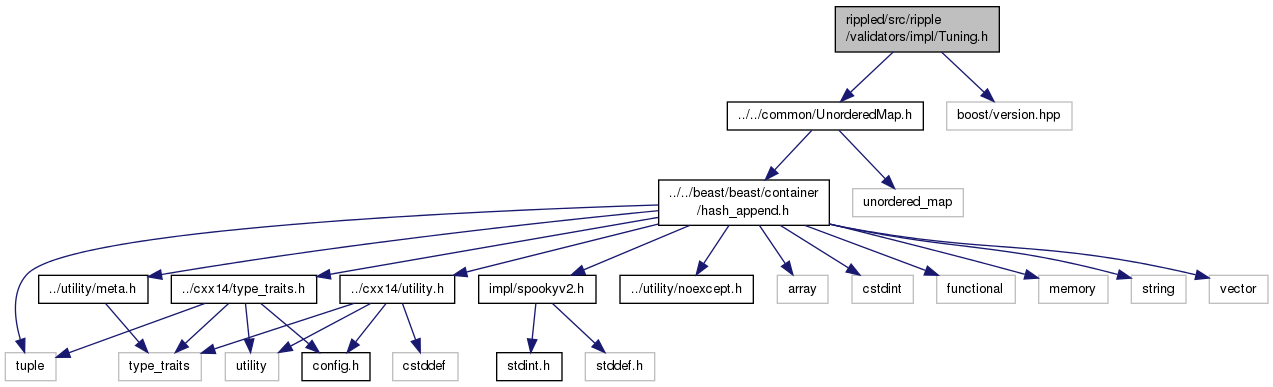 rippled/src/ripple
/validators/impl/Tuning.h
../../common/UnorderedMap.h
boost/version.hpp
../../beast/beast/container
/hash_append.h
unordered_map
../utility/meta.h
../cxx14/type_traits.h
../cxx14/utility.h
impl/spookyv2.h
../utility/noexcept.h
array
cstdint
functional
memory
string
vector
tuple
type_traits
utility
config.h
cstddef
stdint.h
stddef.h